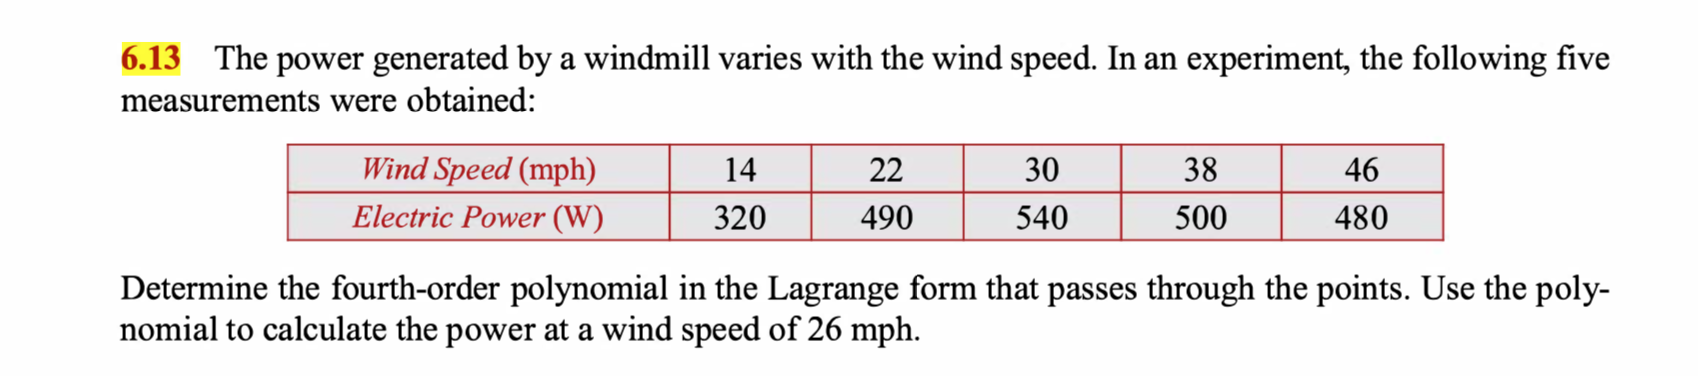 6.13 The power generated by a windmill varies with the wind speed. In an experiment, the following five
measurements were obtained:
Wind Speed (mph) 14 22 30 38 46
Electric Power (W) 320 490 540 500 480
Determine the fourth-order polynomial in the Lagrange form that passes through the points. Use the poly-
nomial to calculate the power at a wind speed of 26 mph.